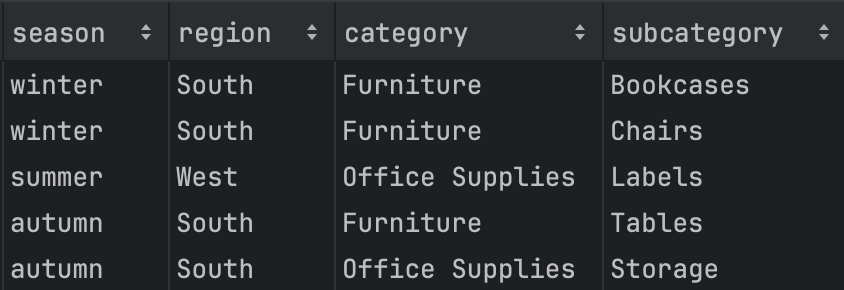 season region category subcategory
winter South Furniture Bookcases
winter South Furniture Chairs
summer West Office Supplies Labels
autumn South Furniture Tables
autumn South Office Supplies Storage